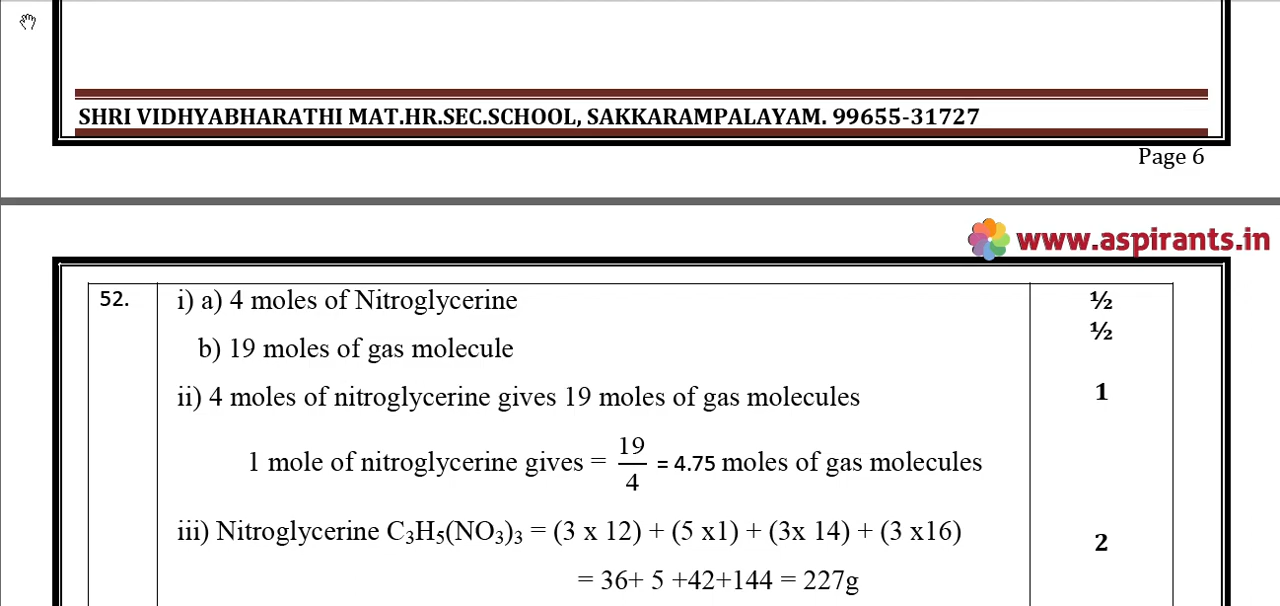 SHRI VIDHYABHARATHI MAT.HR.SEC.SCHOOL, SAKKARAMPALAYAM. 99655-31727
Page 6
www.aspirants.in
52. i) a) 4 moles of Nitroglycerine ½
½
b) 19 moles of gas molecule
ii) 4 moles of nitroglycerine gives 19 moles of gas molecules 1
1 mole of nitroglycerine gives = 19/4 = 4.75 moles of gas molecules
iii) Nitroglycerine C₃H₅(NO₃)₃ = (3 x 12) + (5 x1) + (3x 14) + (3 x16) 2
= 36+ 5 +42+144 = 227g